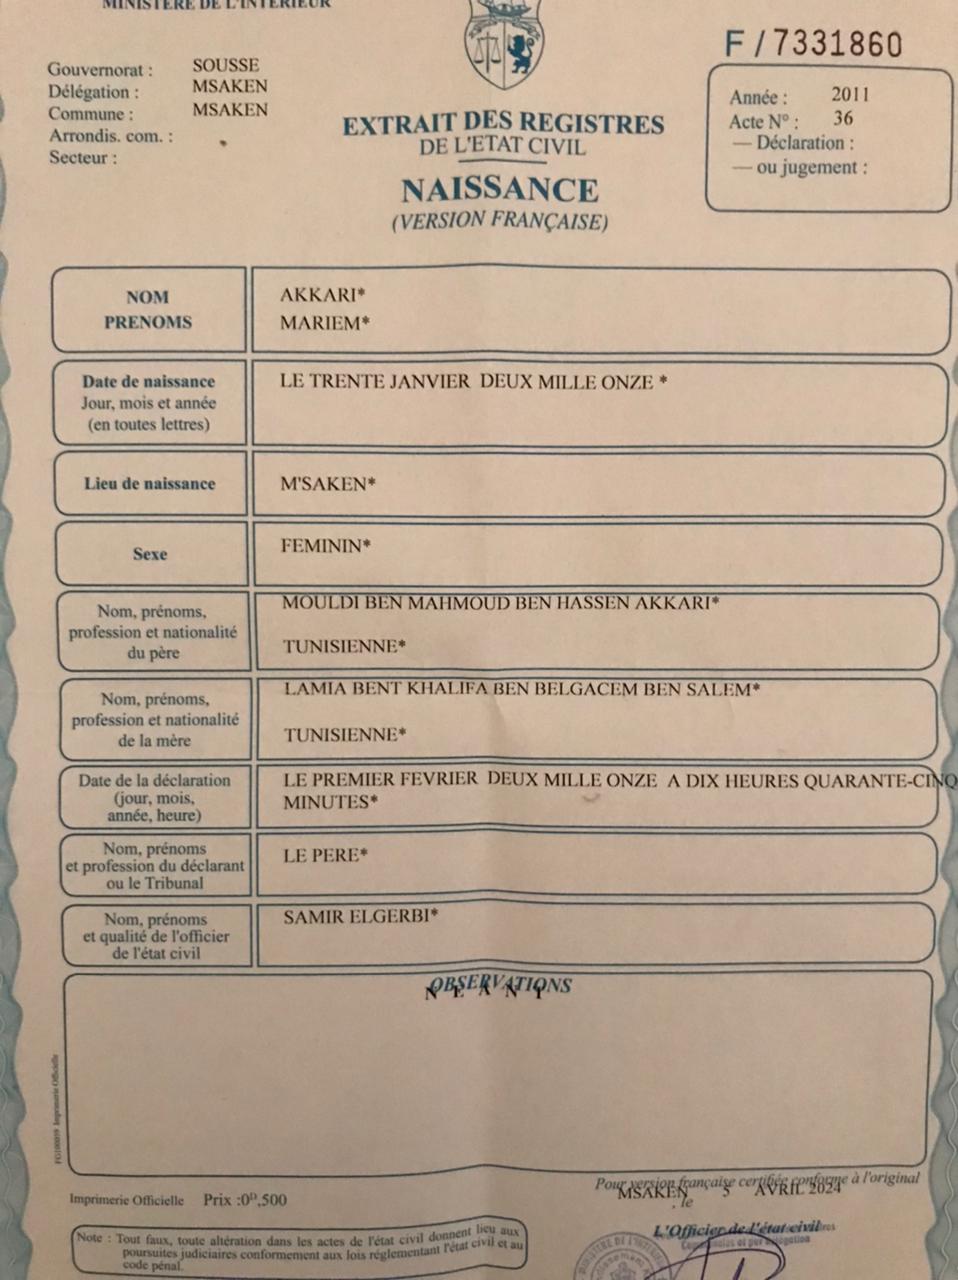 MINISTERE DE L'INTERIEUR
F / 7331860
Gouvernorat : SOUSSE
Délégation : MSAKEN
Commune : MSAKEN
Arrondis. com. :
Secteur :
Année : 2011
Acte N° : 36
— Déclaration :
— ou jugement :
EXTRAIT DES REGISTRES
DE L'ETAT CIVIL
NAISSANCE
(VERSION FRANÇAISE)
NOM AKKARI*
PRENOMS MARIEM*
Date de naissance LE TRENTE JANVIER DEUX MILLE ONZE *
Jour, mois et année
(en toutes lettres)
Lieu de naissance M'SAKEN*
Sexe FEMININ*
Nom, prénoms, MOULDI BEN MAHMOUD BEN HASSEN AKKARI*
profession et nationalité
du père TUNISIENNE*
Nom, prénoms, LAMIA BENT KHALIFA BEN BELGACEM BEN SALEM*
profession et nationalité
de la mère TUNISIENNE*
Date de la déclaration LE PREMIER FEVRIER DEUX MILLE ONZE A DIX HEURES QUARANTE-CINQ
(jour, mois, MINUTES*
année, heure)
Nom, prénoms LE PERE*
et profession du déclarant
ou le Tribunal
Nom, prénoms SAMIR ELGERBI*
et qualité de l'officier
de l'état civil
OBSERVATIONS
N E A N T
FG100059 Imprimerie Officielle
Imprimerie Officielle Prix :0ᴰ,500
Pour version française certifiée conforme à l'original
MSAKEN , le 5 AVRIL 2024
L'Officier de l'état civil
Note : Tout faux, toute altération dans les actes de l'état civil donnent lieu aux
poursuites judiciaires conformement aux lois réglementant l'état civil et au
code pénal.